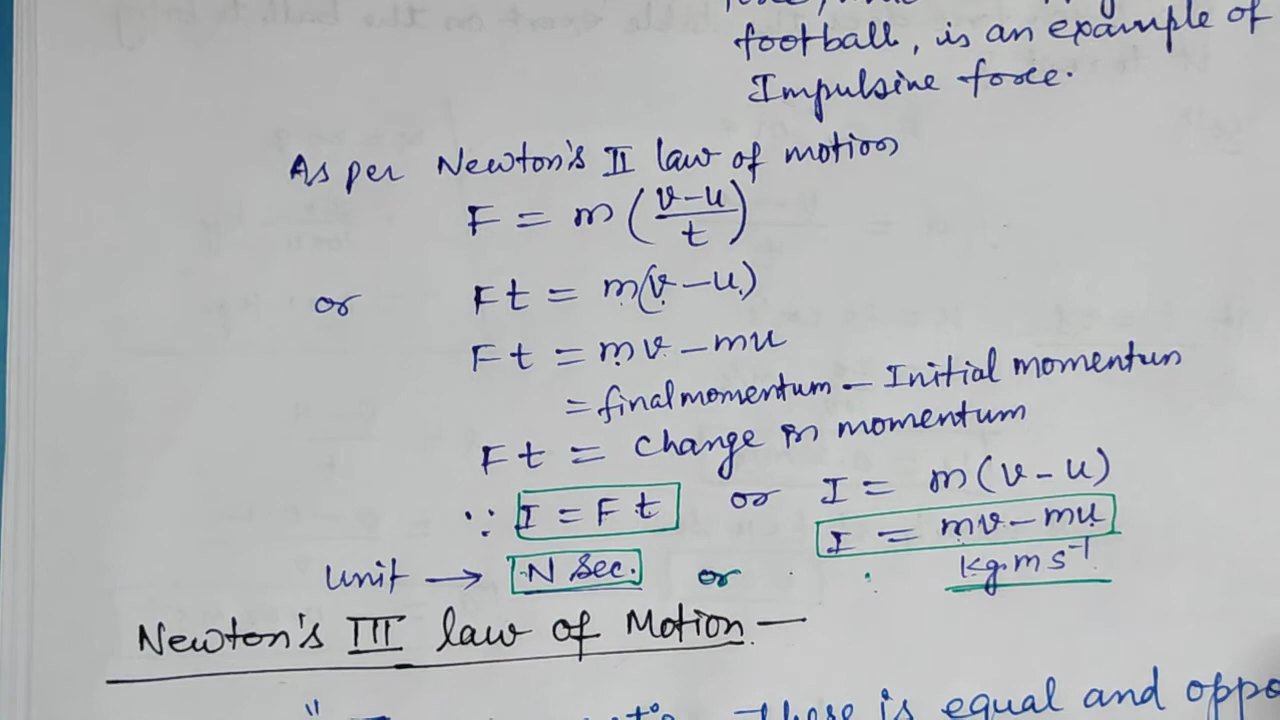 football, is an example of
Impulsine force.
As per Newton's II law of motion
F = m (v-u/t)
or Ft = m(v-u)
Ft = mv - mu
= final momentum - Initial momentum
Ft = change in momentum
∵ I = Ft or I = m(v-u)
I = mv - mu
unit → N Sec. or kg.m s⁻¹
Newton's III law of Motion —
" There is equal and oppo